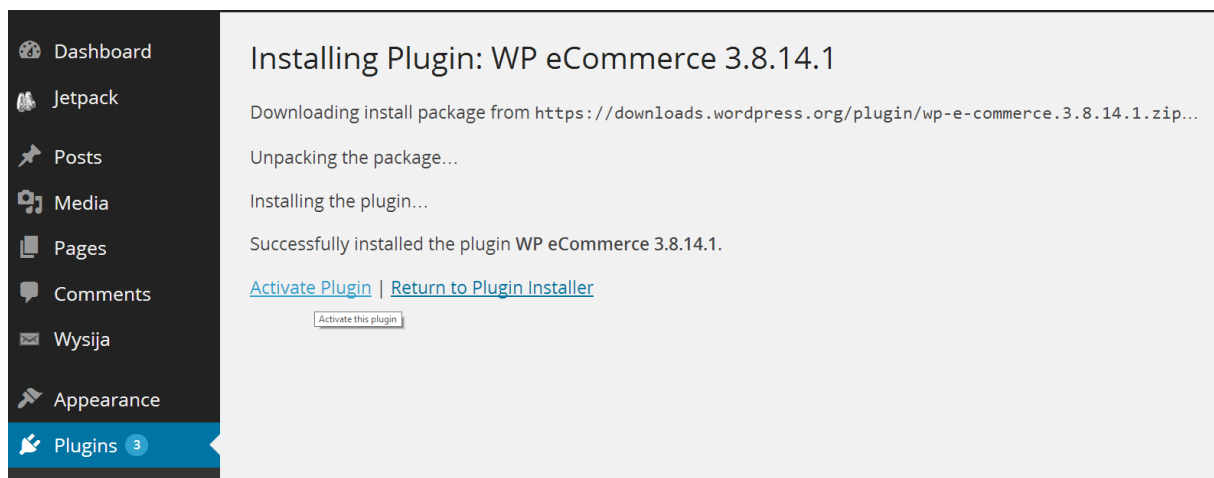 Dashboard
Jetpack
Posts
Media
Pages
Comments
Wysija
Appearance
Plugins 3
Installing Plugin: WP eCommerce 3.8.14.1
Downloading install package from https://downloads.wordpress.org/plugin/wp-e-commerce.3.8.14.1.zip…
Unpacking the package…
Installing the plugin…
Successfully installed the plugin WP eCommerce 3.8.14.1.
Activate Plugin | Return to Plugin Installer
Activate this plugin